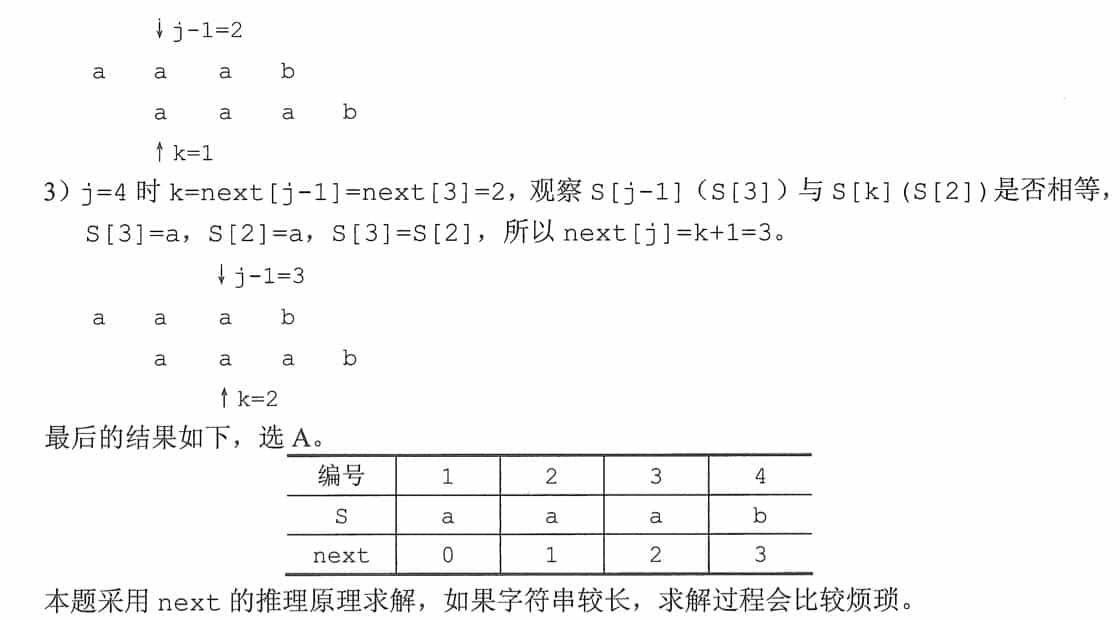 ↓j-1=2
a a a b
a a a b
↑k=1
3）j=4 时 k=next[j-1]=next[3]=2，观察 S[j-1]（S[3]）与 S[k](S[2])是否相等，
S[3]=a，S[2]=a，S[3]=S[2]，所以 next[j]=k+1=3。
↓j-1=3
a a a b
a a a b
↑k=2
最后的结果如下，选 A。
编号 1 2 3 4
S a a a b
next 0 1 2 3
本题采用 next 的推理原理求解，如果字符串较长，求解过程会比较烦琐。